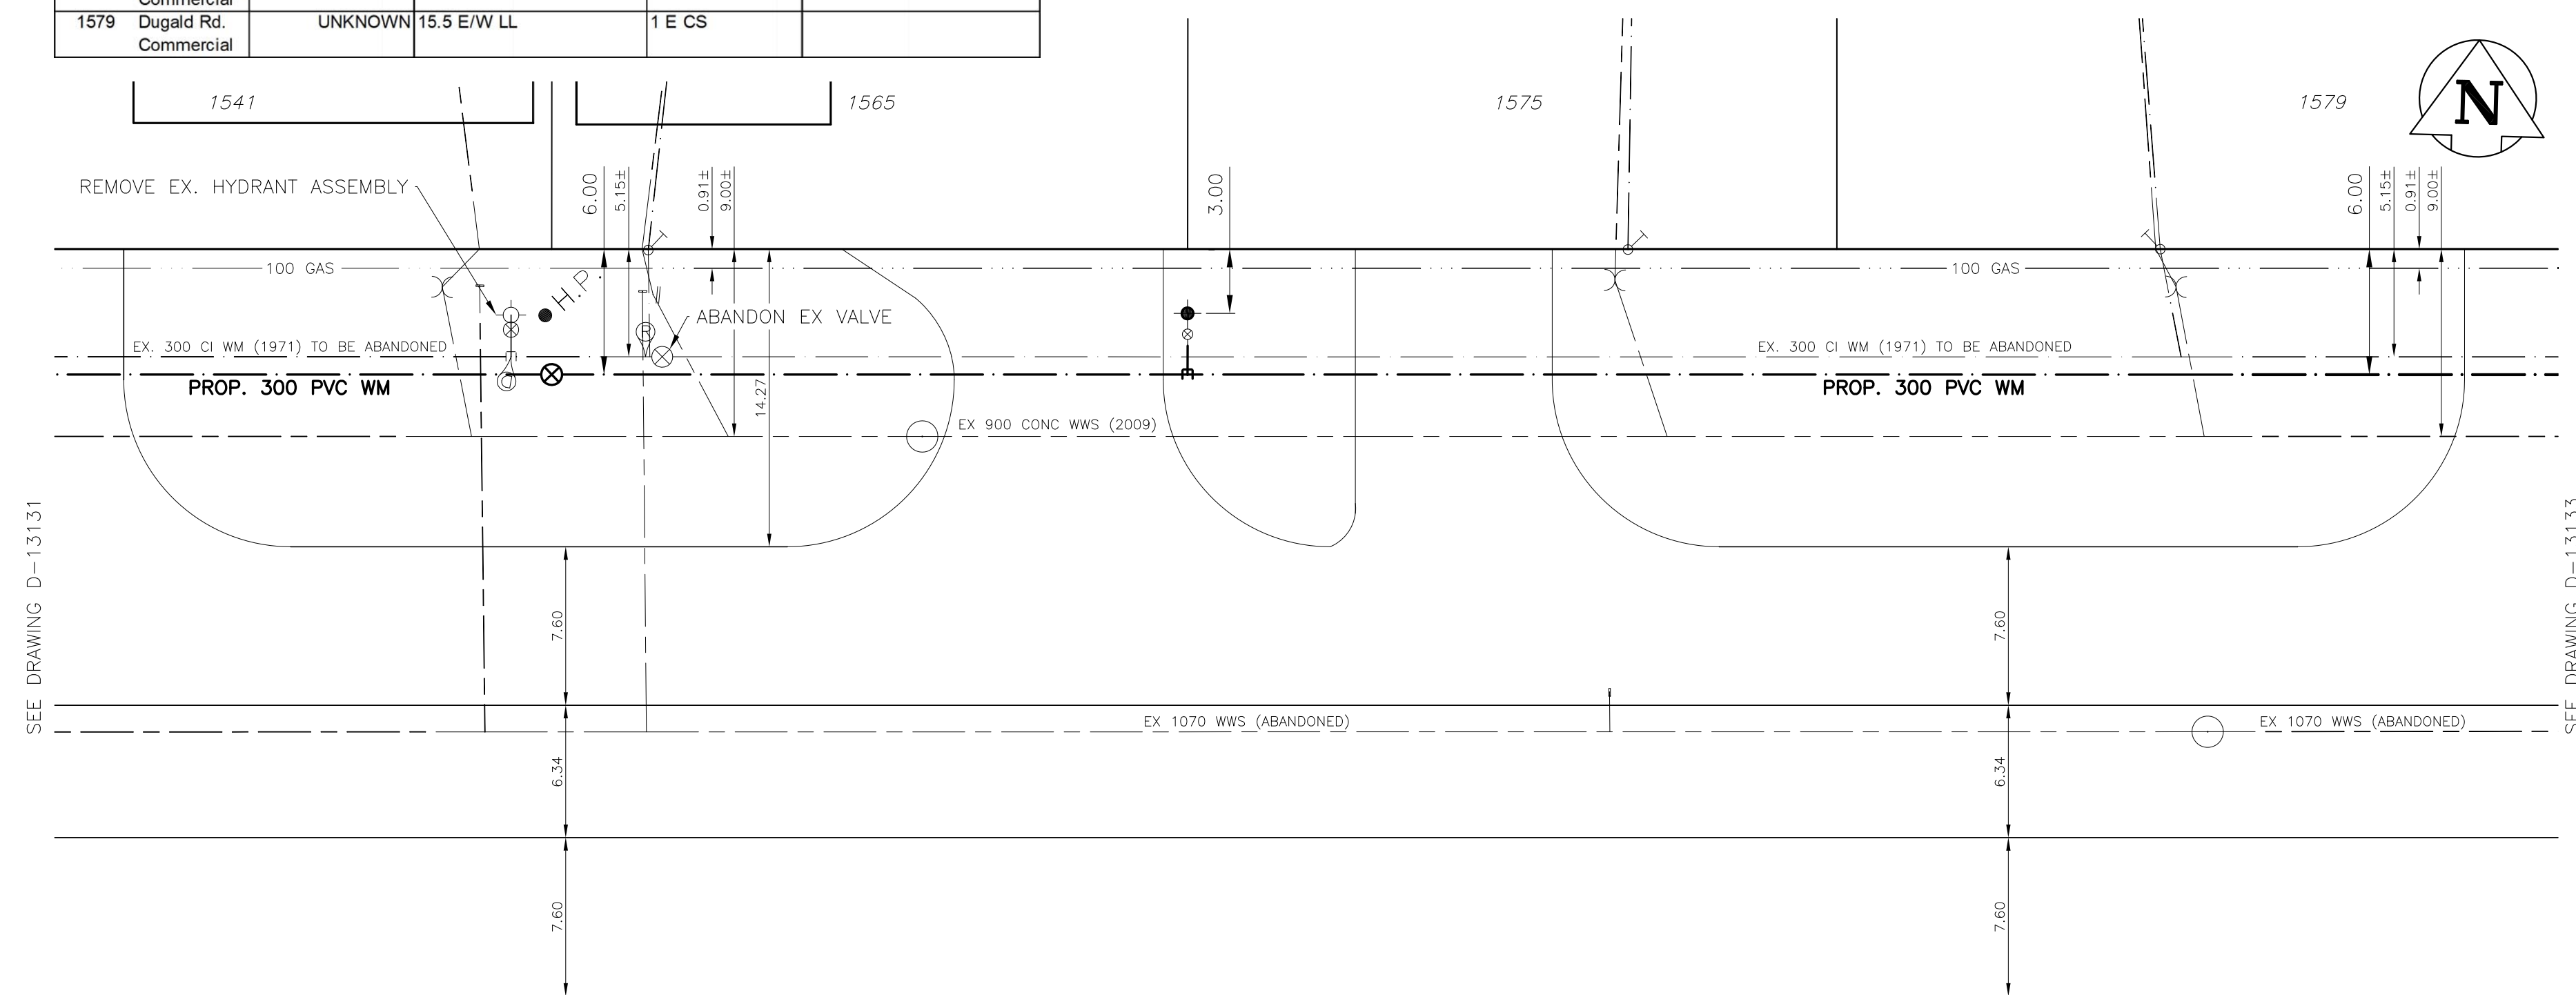 Commercial
1579 Dugald Rd. UNKNOWN 15.5 E/W LL 1 E CS
Commercial
1541
1565
1575
1579
N
REMOVE EX. HYDRANT ASSEMBLY
6.00
5.15±
0.91±
9.00±
3.00
6.00
5.15±
0.91±
9.00±
100 GAS
100 GAS
H.P.
R
ABANDON EX VALVE
EX. 300 CI WM (1971) TO BE ABANDONED
EX. 300 CI WM (1971) TO BE ABANDONED
PROP. 300 PVC WM
PROP. 300 PVC WM
14.27
EX 900 CONC WWS (2009)
SEE DRAWING D-13131
SEE DRAWING D-13133
7.60
7.60
EX 1070 WWS (ABANDONED)
EX 1070 WWS (ABANDONED)
6.34
6.34
7.60
7.60